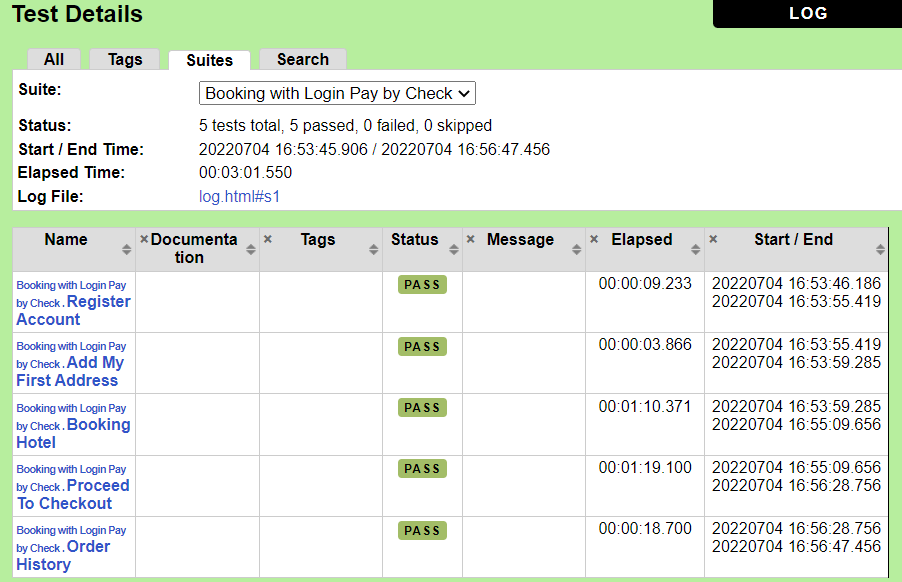 Test Details
LOG
All Tags Suites Search
Suite: Booking with Login Pay by Check
Status: 5 tests total, 5 passed, 0 failed, 0 skipped
Start / End Time: 20220704 16:53:45.906 / 20220704 16:56:47.456
Elapsed Time: 00:03:01.550
Log File: log.html#s1
Name × Documenta × Tags Status × Message × Elapsed × Start / End
tion
Booking with Login Pay PASS 00:00:09.233 20220704 16:53:46.186
by Check . Register 20220704 16:53:55.419
Account
Booking with Login Pay PASS 00:00:03.866 20220704 16:53:55.419
by Check . Add My 20220704 16:53:59.285
First Address
Booking with Login Pay PASS 00:01:10.371 20220704 16:53:59.285
by Check . Booking 20220704 16:55:09.656
Hotel
Booking with Login Pay PASS 00:01:19.100 20220704 16:55:09.656
by Check . Proceed 20220704 16:56:28.756
To Checkout
Booking with Login Pay PASS 00:00:18.700 20220704 16:56:28.756
by Check . Order 20220704 16:56:47.456
History